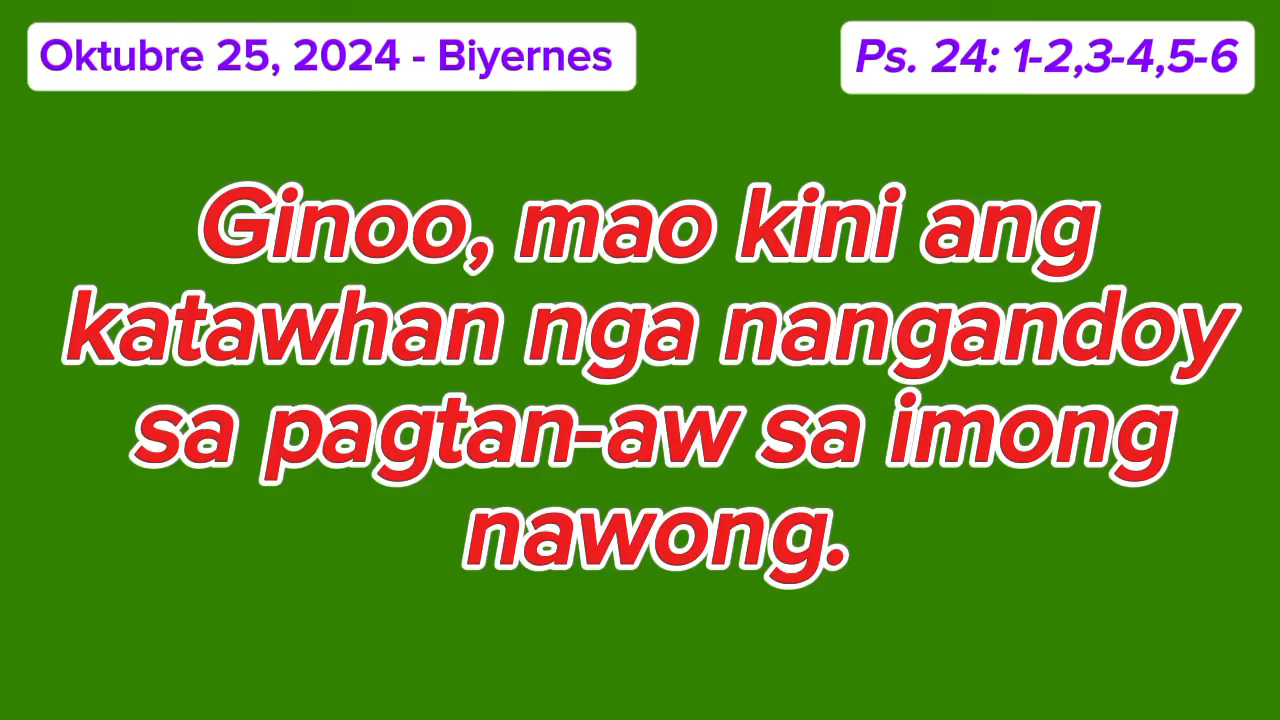 Oktubre 25, 2024 - Biyernes
Ps. 24: 1-2,3-4,5-6
Ginoo, mao kini ang
katawhan nga nangandoy
sa pagtan-aw sa imong
nawong.